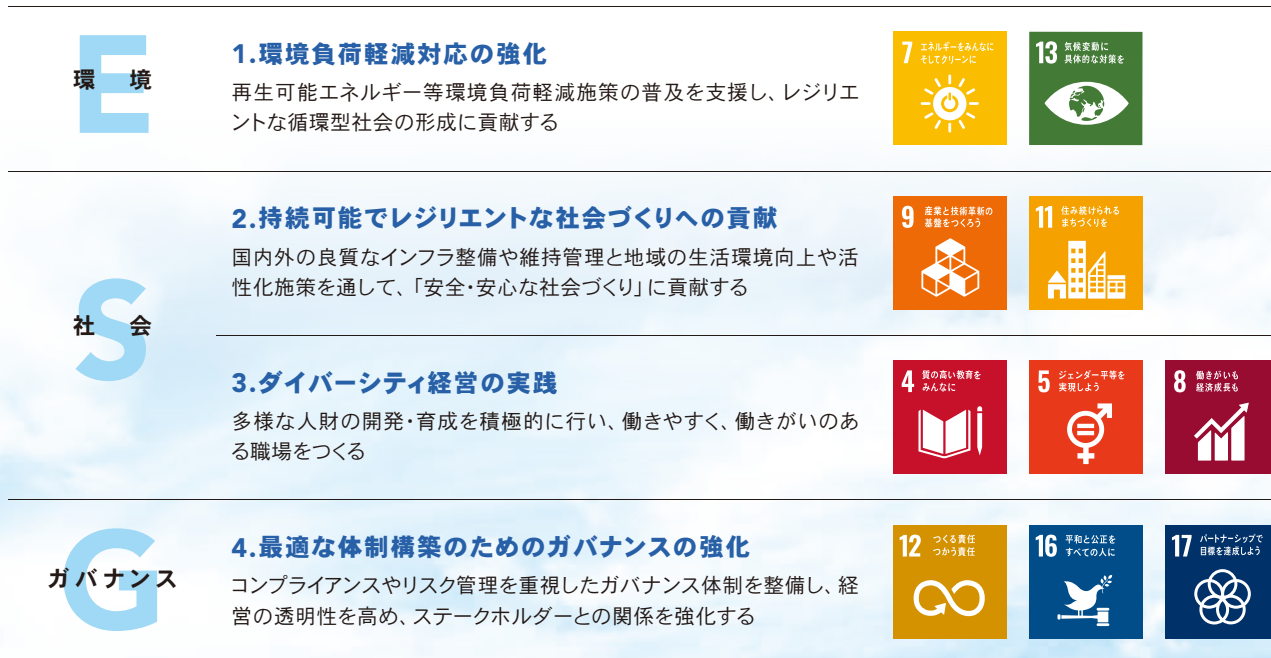 E
環 境
1.環境負荷軽減対応の強化
再生可能エネルギー等環境負荷軽減施策の普及を支援し、レジリエ
ントな循環型社会の形成に貢献する
7 エネルギーをみんなに
そしてクリーンに
13 気候変動に
具体的な対策を
S
社 会
2.持続可能でレジリエントな社会づくりへの貢献
国内外の良質なインフラ整備や維持管理と地域の生活環境向上や活
性化施策を通して、「安全・安心な社会づくり」に貢献する
9 産業と技術革新の
基盤をつくろう
11 住み続けられる
まちづくりを
3.ダイバーシティ経営の実践
多様な人財の開発・育成を積極的に行い、働きやすく、働きがいのあ
る職場をつくる
4 質の高い教育を
みんなに
5 ジェンダー平等を
実現しよう
8 働きがいも
経済成長も
G
ガバナンス
4.最適な体制構築のためのガバナンスの強化
コンプライアンスやリスク管理を重視したガバナンス体制を整備し、経
営の透明性を高め、ステークホルダーとの関係を強化する
12 つくる責任
つかう責任
16 平和と公正を
すべての人に
17 パートナーシップで
目標を達成しよう